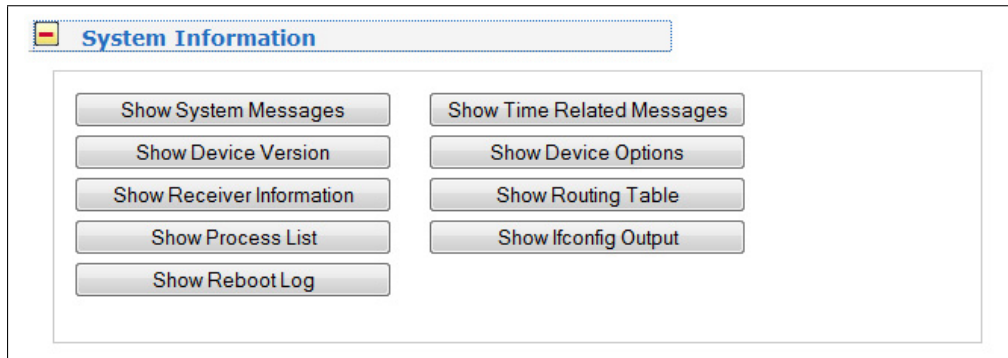 System Information
Show System Messages
Show Time Related Messages
Show Device Version
Show Device Options
Show Receiver Information
Show Routing Table
Show Process List
Show Ifconfig Output
Show Reboot Log